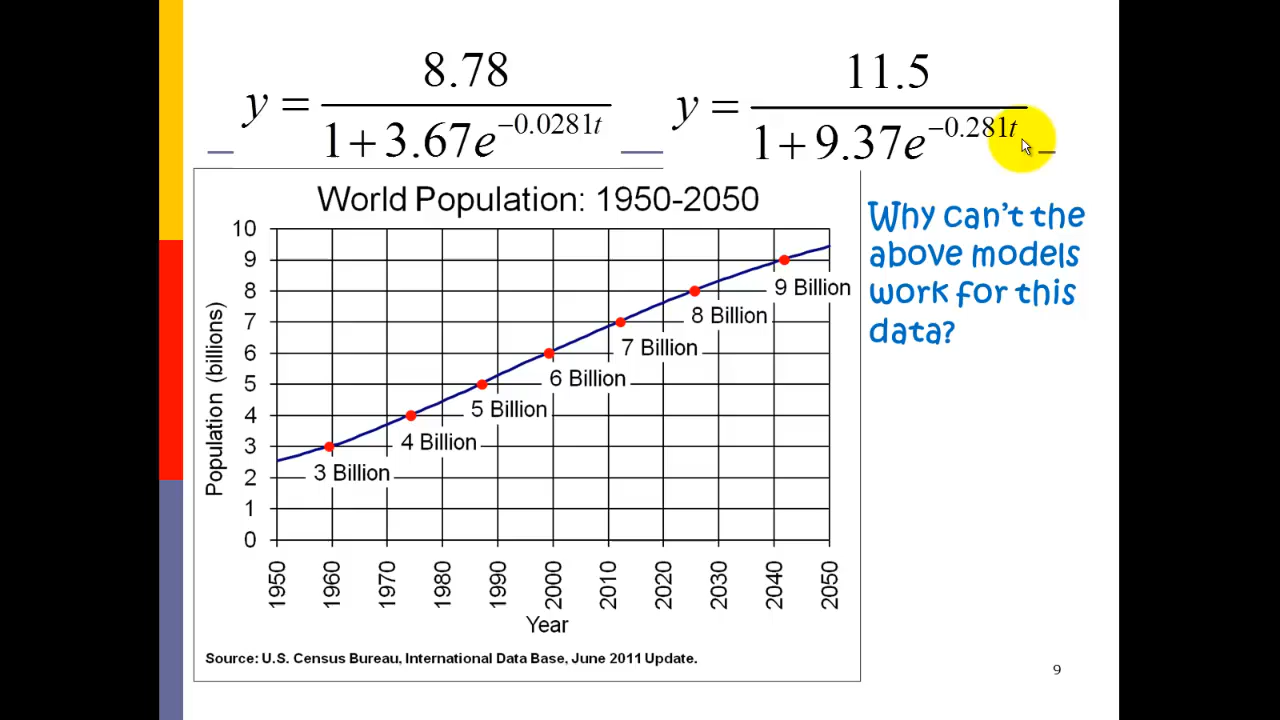 y = 8.78 / (1 + 3.67e^(−0.0281t))
y = 11.5 / (1 + 9.37e^(−0.281t))
World Population: 1950-2050
Why can't the
above models
work for this
data?
Population (billions)
10
9
8
7
6
5
4
3
2
1
0
9 Billion
8 Billion
7 Billion
6 Billion
5 Billion
4 Billion
3 Billion
1950 1960 1970 1980 1990 2000 2010 2020 2030 2040 2050
Year
Source: U.S. Census Bureau, International Data Base, June 2011 Update.
9